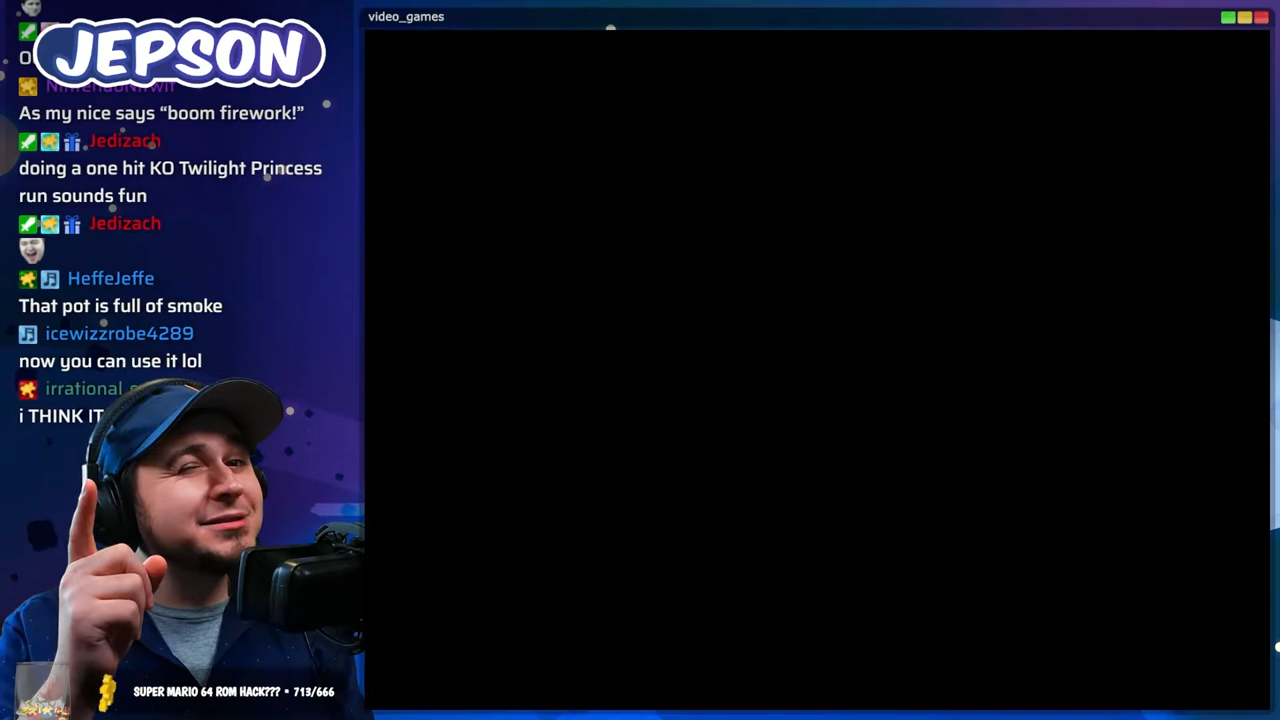 JEPSON
video_games
As my nice says “boom firework!”
Jedizach
doing a one hit KO Twilight Princess
run sounds fun
Jedizach
HeffeJeffe
That pot is full of smoke
icewizzrobe4289
now you can use it lol
irrational
i THINK IT
SUPER MARIO 64 ROM HACK??? - 713/666